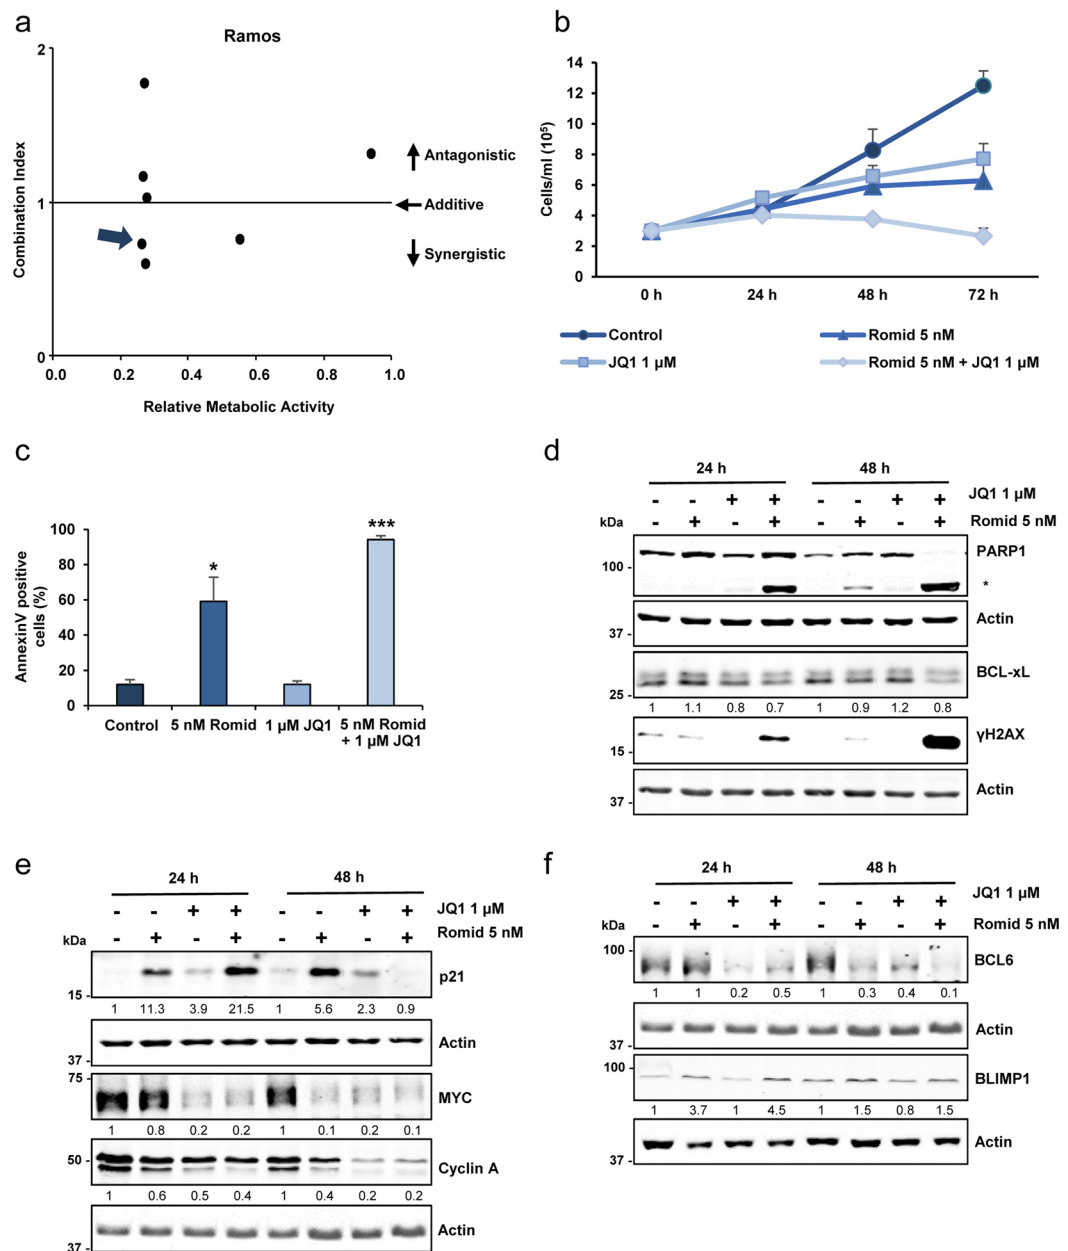 a
Ramos
2
1
0
Combination Index
Antagonistic
Additive
Synergistic
0.0 0.2 0.4 0.6 0.8 1.0
Relative Metabolic Activity
b
14
12
10
8
6
4
2
0
Cells/ml (10⁵)
0 h 24 h 48 h 72 h
Control
Romid 5 nM
JQ1 1 µM
Romid 5 nM + JQ1 1 µM
c
100
80
60
40
20
0
AnnexinV positive
cells (%)
*
***
Control 5 nM Romid 1 µM JQ1 5 nM Romid
+ 1 µM JQ1
d
24 h 48 h
- - + + - - + + JQ1 1 µM
- + - + - + - + Romid 5 nM
kDa
PARP1
100 -
*
Actin
37 -
BCL-xL
25 -
1 1.1 0.8 0.7 1 0.9 1.2 0.8
γH2AX
15 -
Actin
37 -
e
24 h 48 h
- - + + - - + + JQ1 1 µM
- + - + - + - + Romid 5 nM
kDa
p21
15 -
1 11.3 3.9 21.5 1 5.6 2.3 0.9
Actin
37 -
75 -
MYC
1 0.8 0.2 0.2 1 0.1 0.2 0.1
50 -
Cyclin A
1 0.6 0.5 0.4 1 0.4 0.2 0.2
Actin
37 -
f
24 h 48 h
- - + + - - + + JQ1 1 µM
- + - + - + - + Romid 5 nM
100 -
BCL6
1 1 0.2 0.5 1 0.3 0.4 0.1
Actin
37 -
100 -
BLIMP1
1 3.7 1 4.5 1 1.5 0.8 1.5
Actin
37 -